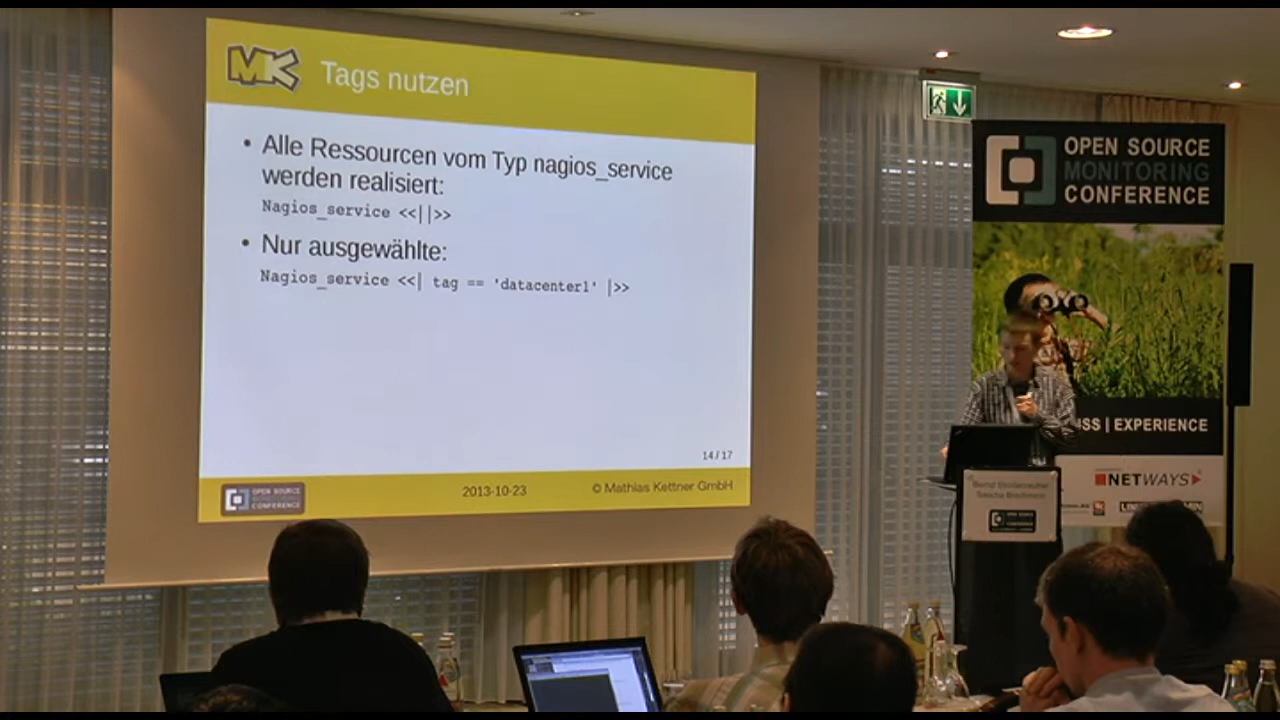 MK
Tags nutzen
• Alle Ressourcen vom Typ nagios_service
werden realisiert:
Nagios_service <<||>>
• Nur ausgewählte:
Nagios_service <<| tag == 'datacenter1' |>>
14 / 17
OPEN SOURCE
MONITORING
CONFERENCE
2013-10-23
© Mathias Kettner GmbH
OPEN SOURCE
MONITORING
CONFERENCE
| EXPERIENCE
NETWAYS